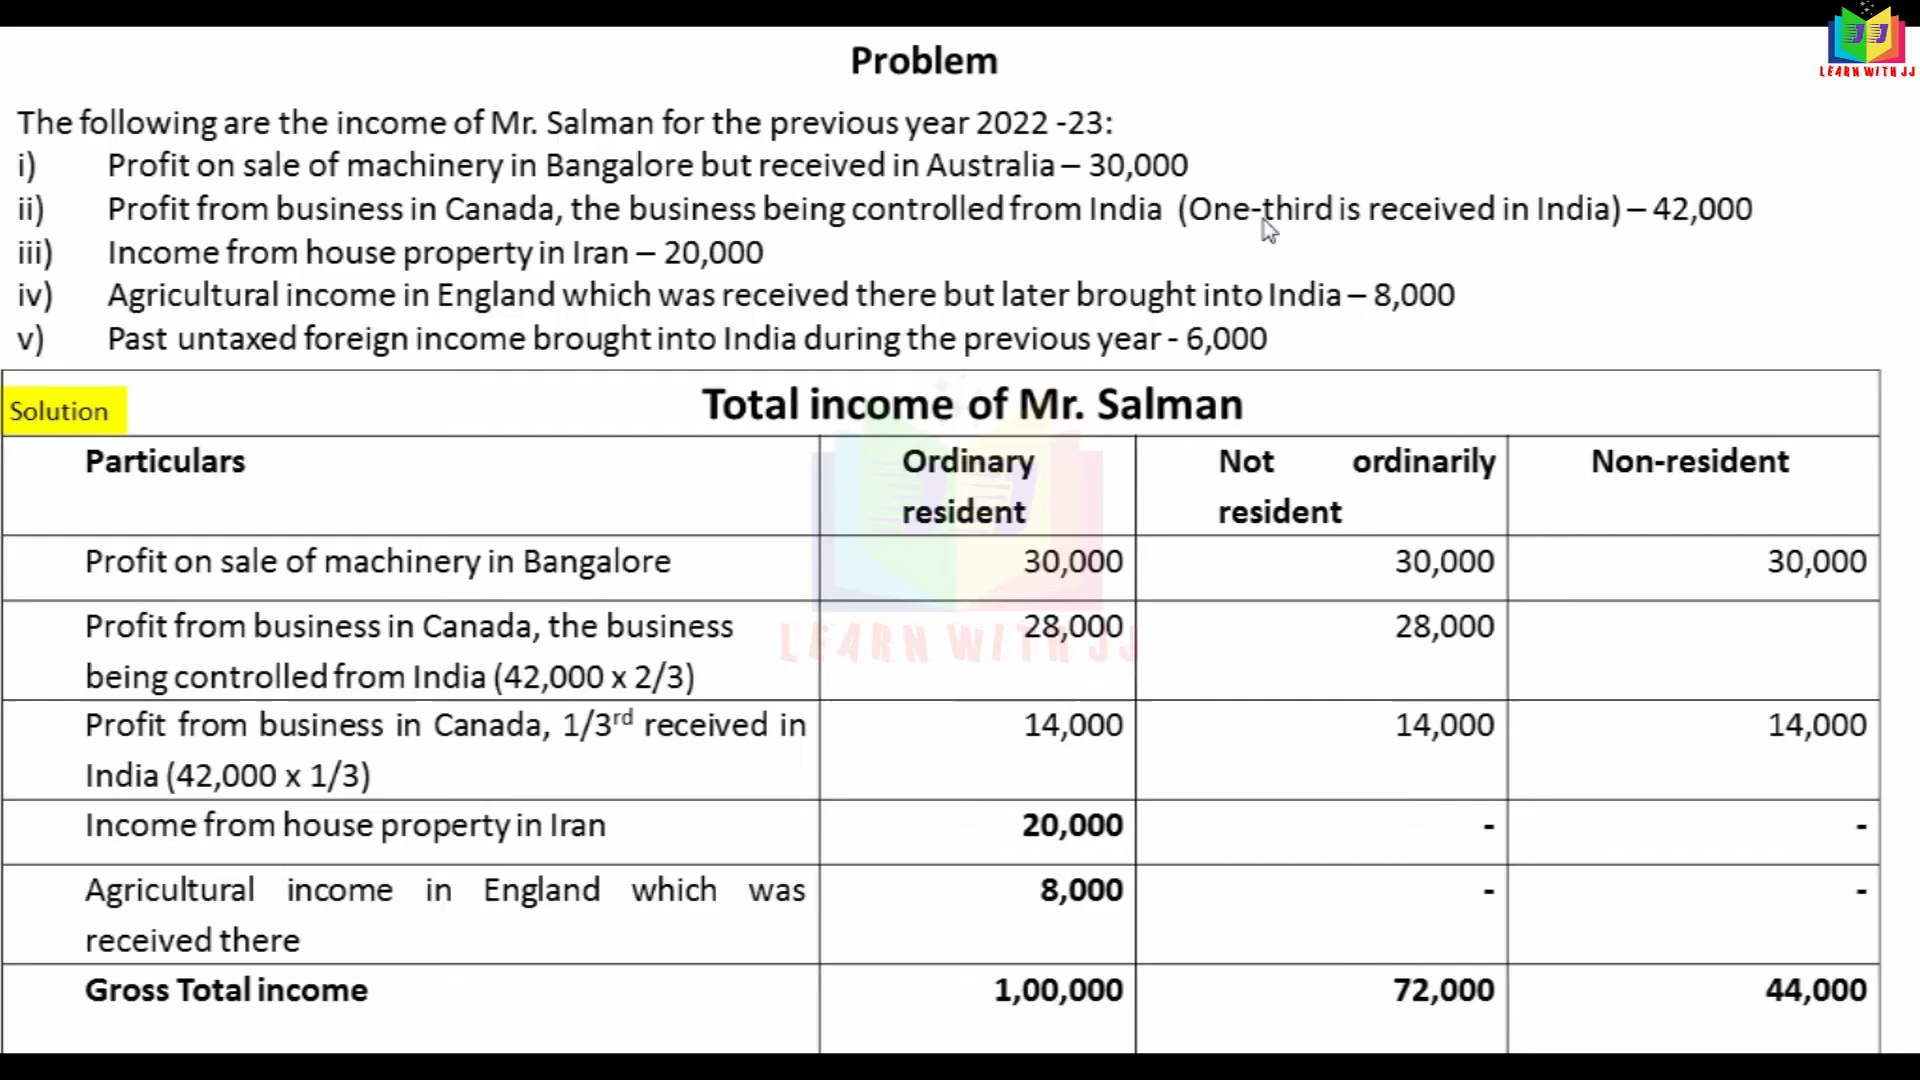 LEARN WITH JJ
Problem
The following are the income of Mr. Salman for the previous year 2022 -23:
i) Profit on sale of machinery in Bangalore but received in Australia – 30,000
ii) Profit from business in Canada, the business being controlled from India (One-third is received in India) – 42,000
iii) Income from house property in Iran – 20,000
iv) Agricultural income in England which was received there but later brought into India – 8,000
v) Past untaxed foreign income brought into India during the previous year - 6,000
Solution
Total income of Mr. Salman
Particulars Ordinary Not ordinarily Non-resident
resident resident
Profit on sale of machinery in Bangalore 30,000 30,000 30,000
Profit from business in Canada, the business 28,000 28,000
being controlled from India (42,000 x 2/3)
LEARN WITH JJ
Profit from business in Canada, 1/3rd received in 14,000 14,000 14,000
India (42,000 x 1/3)
Income from house property in Iran 20,000 - -
Agricultural income in England which was 8,000 - -
received there
Gross Total income 1,00,000 72,000 44,000